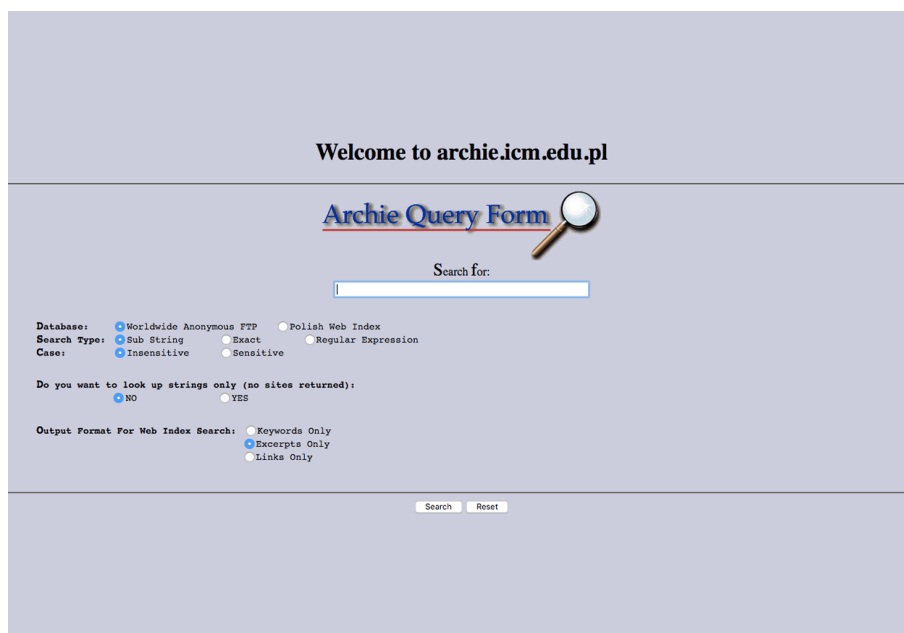 Welcome to archie.icm.edu.pl
Archie Query Form
Search for:
Database: Worldwide Anonymous FTP Polish Web Index
Search Type: Sub String Exact Regular Expression
Case: Insensitive Sensitive
Do you want to look up strings only (no sites returned):
NO YES
Output Format For Web Index Search: Keywords Only
Excerpts Only
Links Only
Search Reset